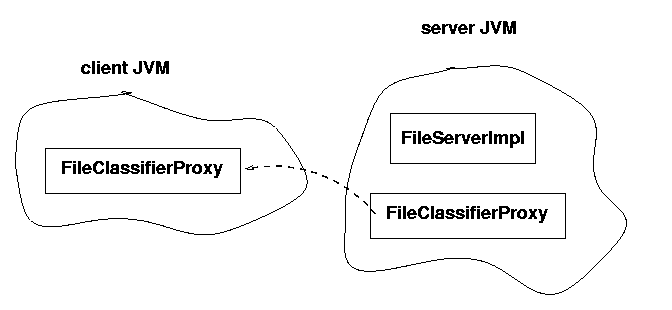 client JVM
server JVM
FileClassifierProxy
FileServerImpl
FileClassifierProxy